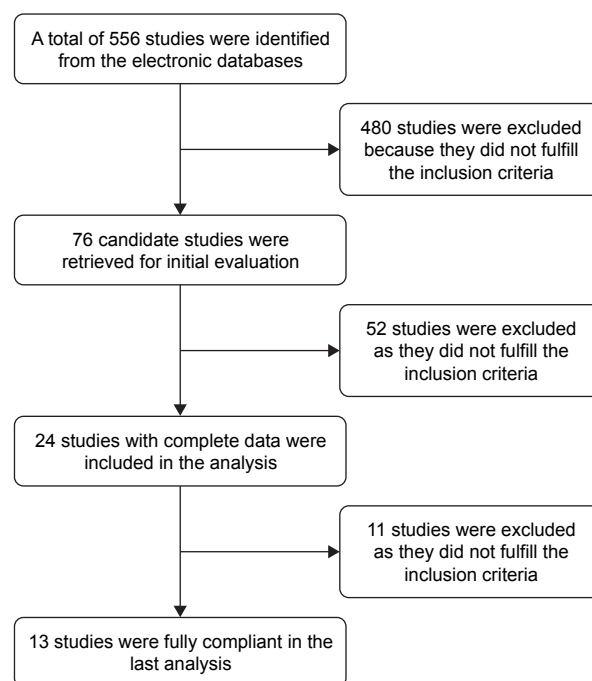 A total of 556 studies were identified
from the electronic databases
480 studies were excluded
because they did not fulfill
the inclusion criteria
76 candidate studies were
retrieved for initial evaluation
52 studies were excluded
as they did not fulfill the
inclusion criteria
24 studies with complete data were
included in the analysis
11 studies were excluded
as they did not fulfill the
inclusion criteria
13 studies were fully compliant in the
last analysis